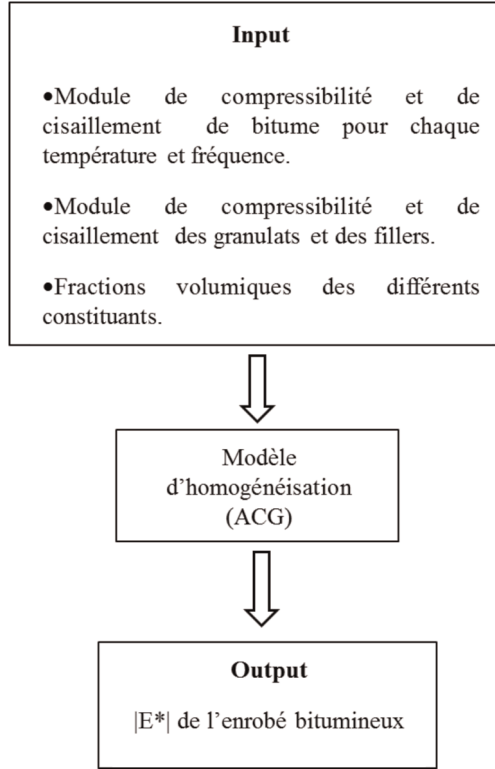 Input
•Module de compressibilité et de
cisaillement de bitume pour chaque
température et fréquence.
•Module de compressibilité et de
cisaillement des granulats et des fillers.
•Fractions volumiques des différents
constituants.
Modèle
d’homogénéisation
(ACG)
Output
|E*| de l’enrobé bitumineux